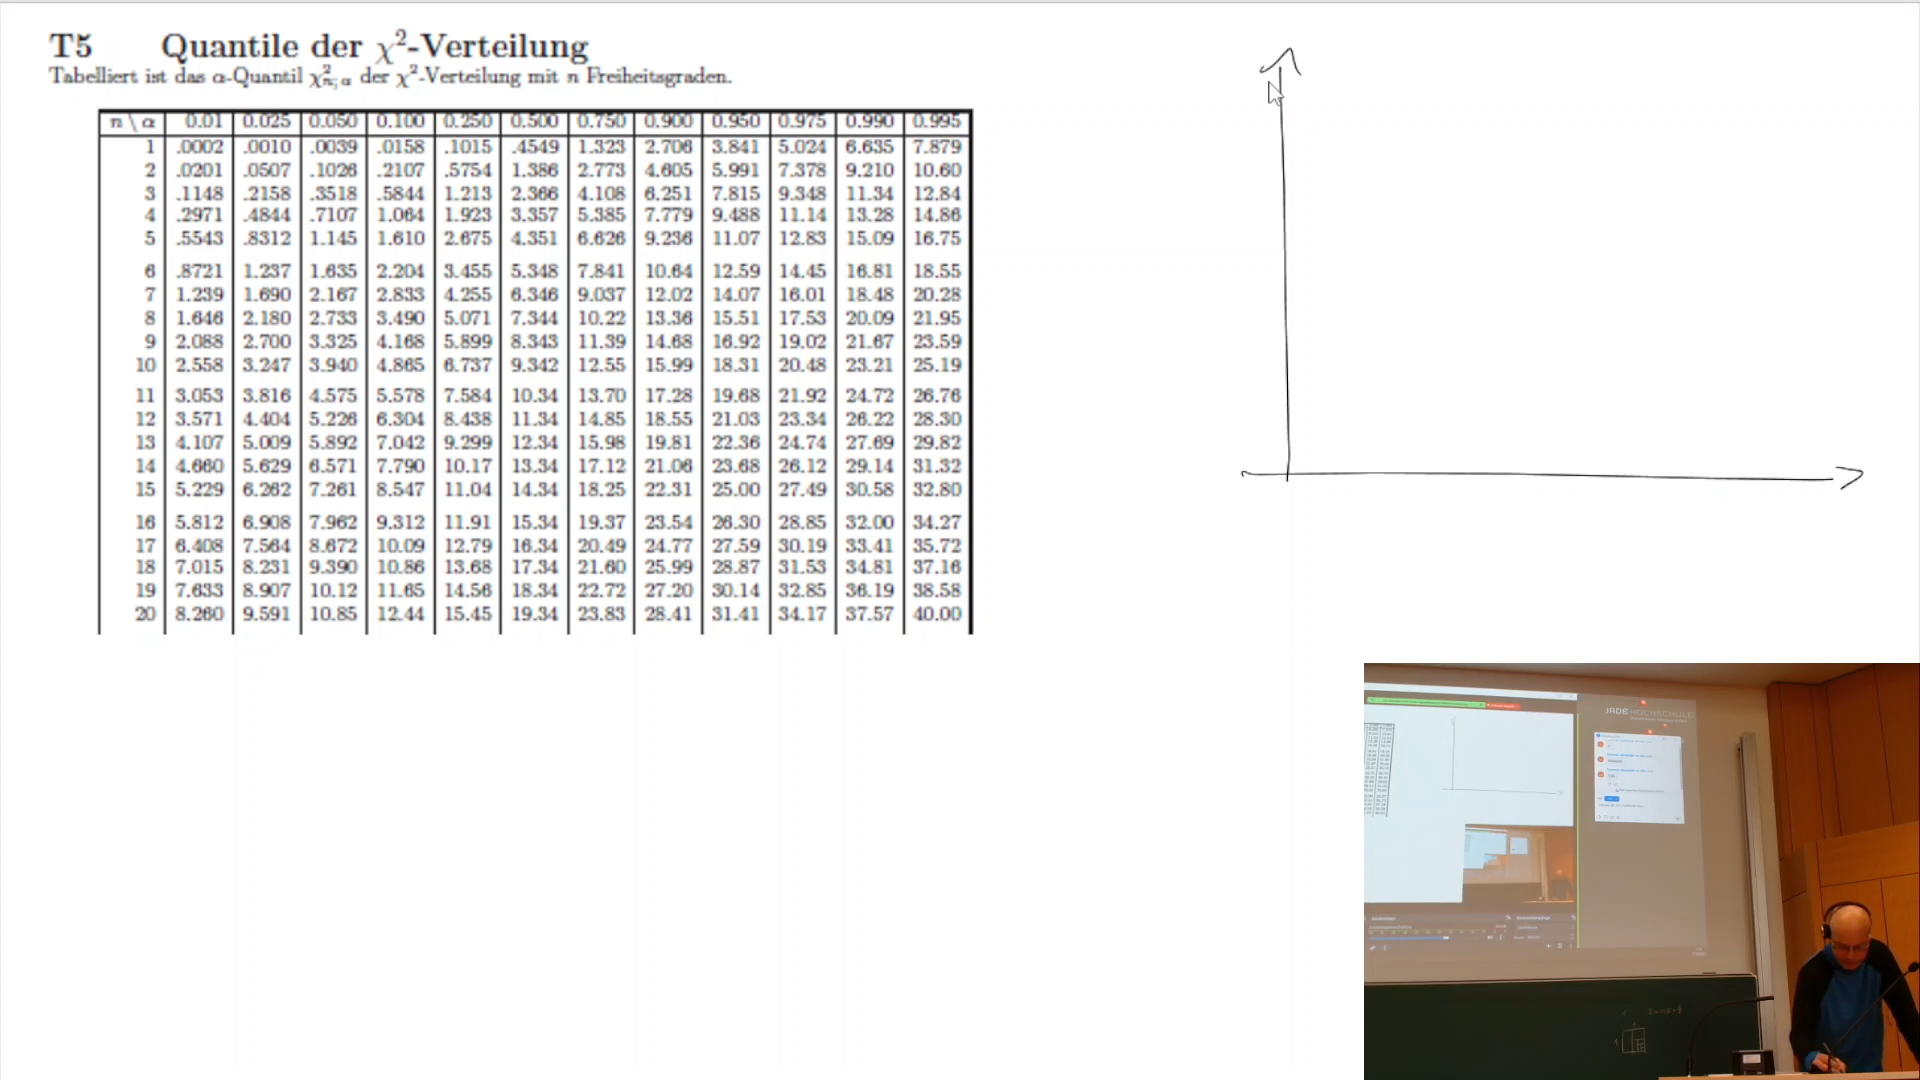 T5 Quantile der χ²-Verteilung
Tabelliert ist das α-Quantil χ²n;α der χ²-Verteilung mit n Freiheitsgraden.
n \ α 0.01 0.025 0.050 0.100 0.250 0.500 0.750 0.900 0.950 0.975 0.990 0.995
1 .0002 .0010 .0039 .0158 .1015 .4549 1.323 2.706 3.841 5.024 6.635 7.879
2 .0201 .0507 .1026 .2107 .5754 1.386 2.773 4.605 5.991 7.378 9.210 10.60
3 .1148 .2158 .3518 .5844 1.213 2.366 4.108 6.251 7.815 9.348 11.34 12.84
4 .2971 .4844 .7107 1.064 1.923 3.357 5.385 7.779 9.488 11.14 13.28 14.86
5 .5543 .8312 1.145 1.610 2.675 4.351 6.626 9.236 11.07 12.83 15.09 16.75
6 .8721 1.237 1.635 2.204 3.455 5.348 7.841 10.64 12.59 14.45 16.81 18.55
7 1.239 1.690 2.167 2.833 4.255 6.346 9.037 12.02 14.07 16.01 18.48 20.28
8 1.646 2.180 2.733 3.490 5.071 7.344 10.22 13.36 15.51 17.53 20.09 21.95
9 2.088 2.700 3.325 4.168 5.899 8.343 11.39 14.68 16.92 19.02 21.67 23.59
10 2.558 3.247 3.940 4.865 6.737 9.342 12.55 15.99 18.31 20.48 23.21 25.19
11 3.053 3.816 4.575 5.578 7.584 10.34 13.70 17.28 19.68 21.92 24.72 26.76
12 3.571 4.404 5.226 6.304 8.438 11.34 14.85 18.55 21.03 23.34 26.22 28.30
13 4.107 5.009 5.892 7.042 9.299 12.34 15.98 19.81 22.36 24.74 27.69 29.82
14 4.660 5.629 6.571 7.790 10.17 13.34 17.12 21.06 23.68 26.12 29.14 31.32
15 5.229 6.262 7.261 8.547 11.04 14.34 18.25 22.31 25.00 27.49 30.58 32.80
16 5.812 6.908 7.962 9.312 11.91 15.34 19.37 23.54 26.30 28.85 32.00 34.27
17 6.408 7.564 8.672 10.09 12.79 16.34 20.49 24.77 27.59 30.19 33.41 35.72
18 7.015 8.231 9.390 10.86 13.68 17.34 21.60 25.99 28.87 31.53 34.81 37.16
19 7.633 8.907 10.12 11.65 14.56 18.34 22.72 27.20 30.14 32.85 36.19 38.58
20 8.260 9.591 10.85 12.44 15.45 19.34 23.83 28.41 31.41 34.17 37.57 40.00
JADE HOCHSCHULE